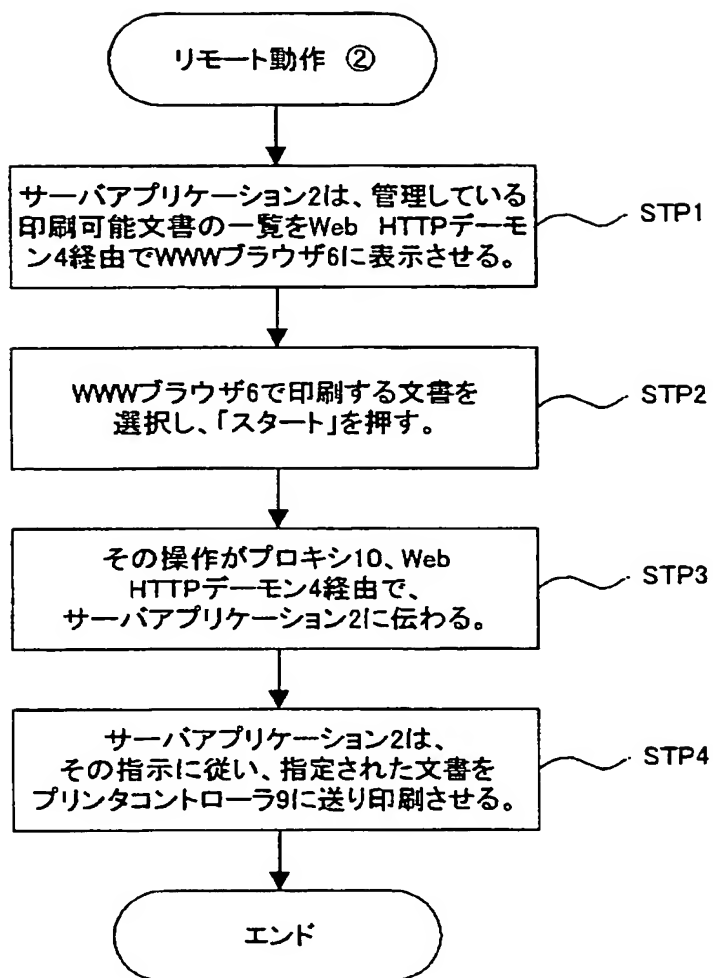 リモート動作 ②
サーバアプリケーション2は、管理している
印刷可能文書の一覧をWeb HTTPデーモ
ン4経由でWWWブラウザ6に表示させる。
STP1
WWWブラウザ6で印刷する文書を
選択し、「スタート」を押す。
STP2
その操作がプロキシ10、Web
HTTPデーモン4経由で、
サーバアプリケーション2に伝わる。
STP3
サーバアプリケーション2は、
その指示に従い、指定された文書を
プリンタコントローラ9に送り印刷させる。
STP4
エンド